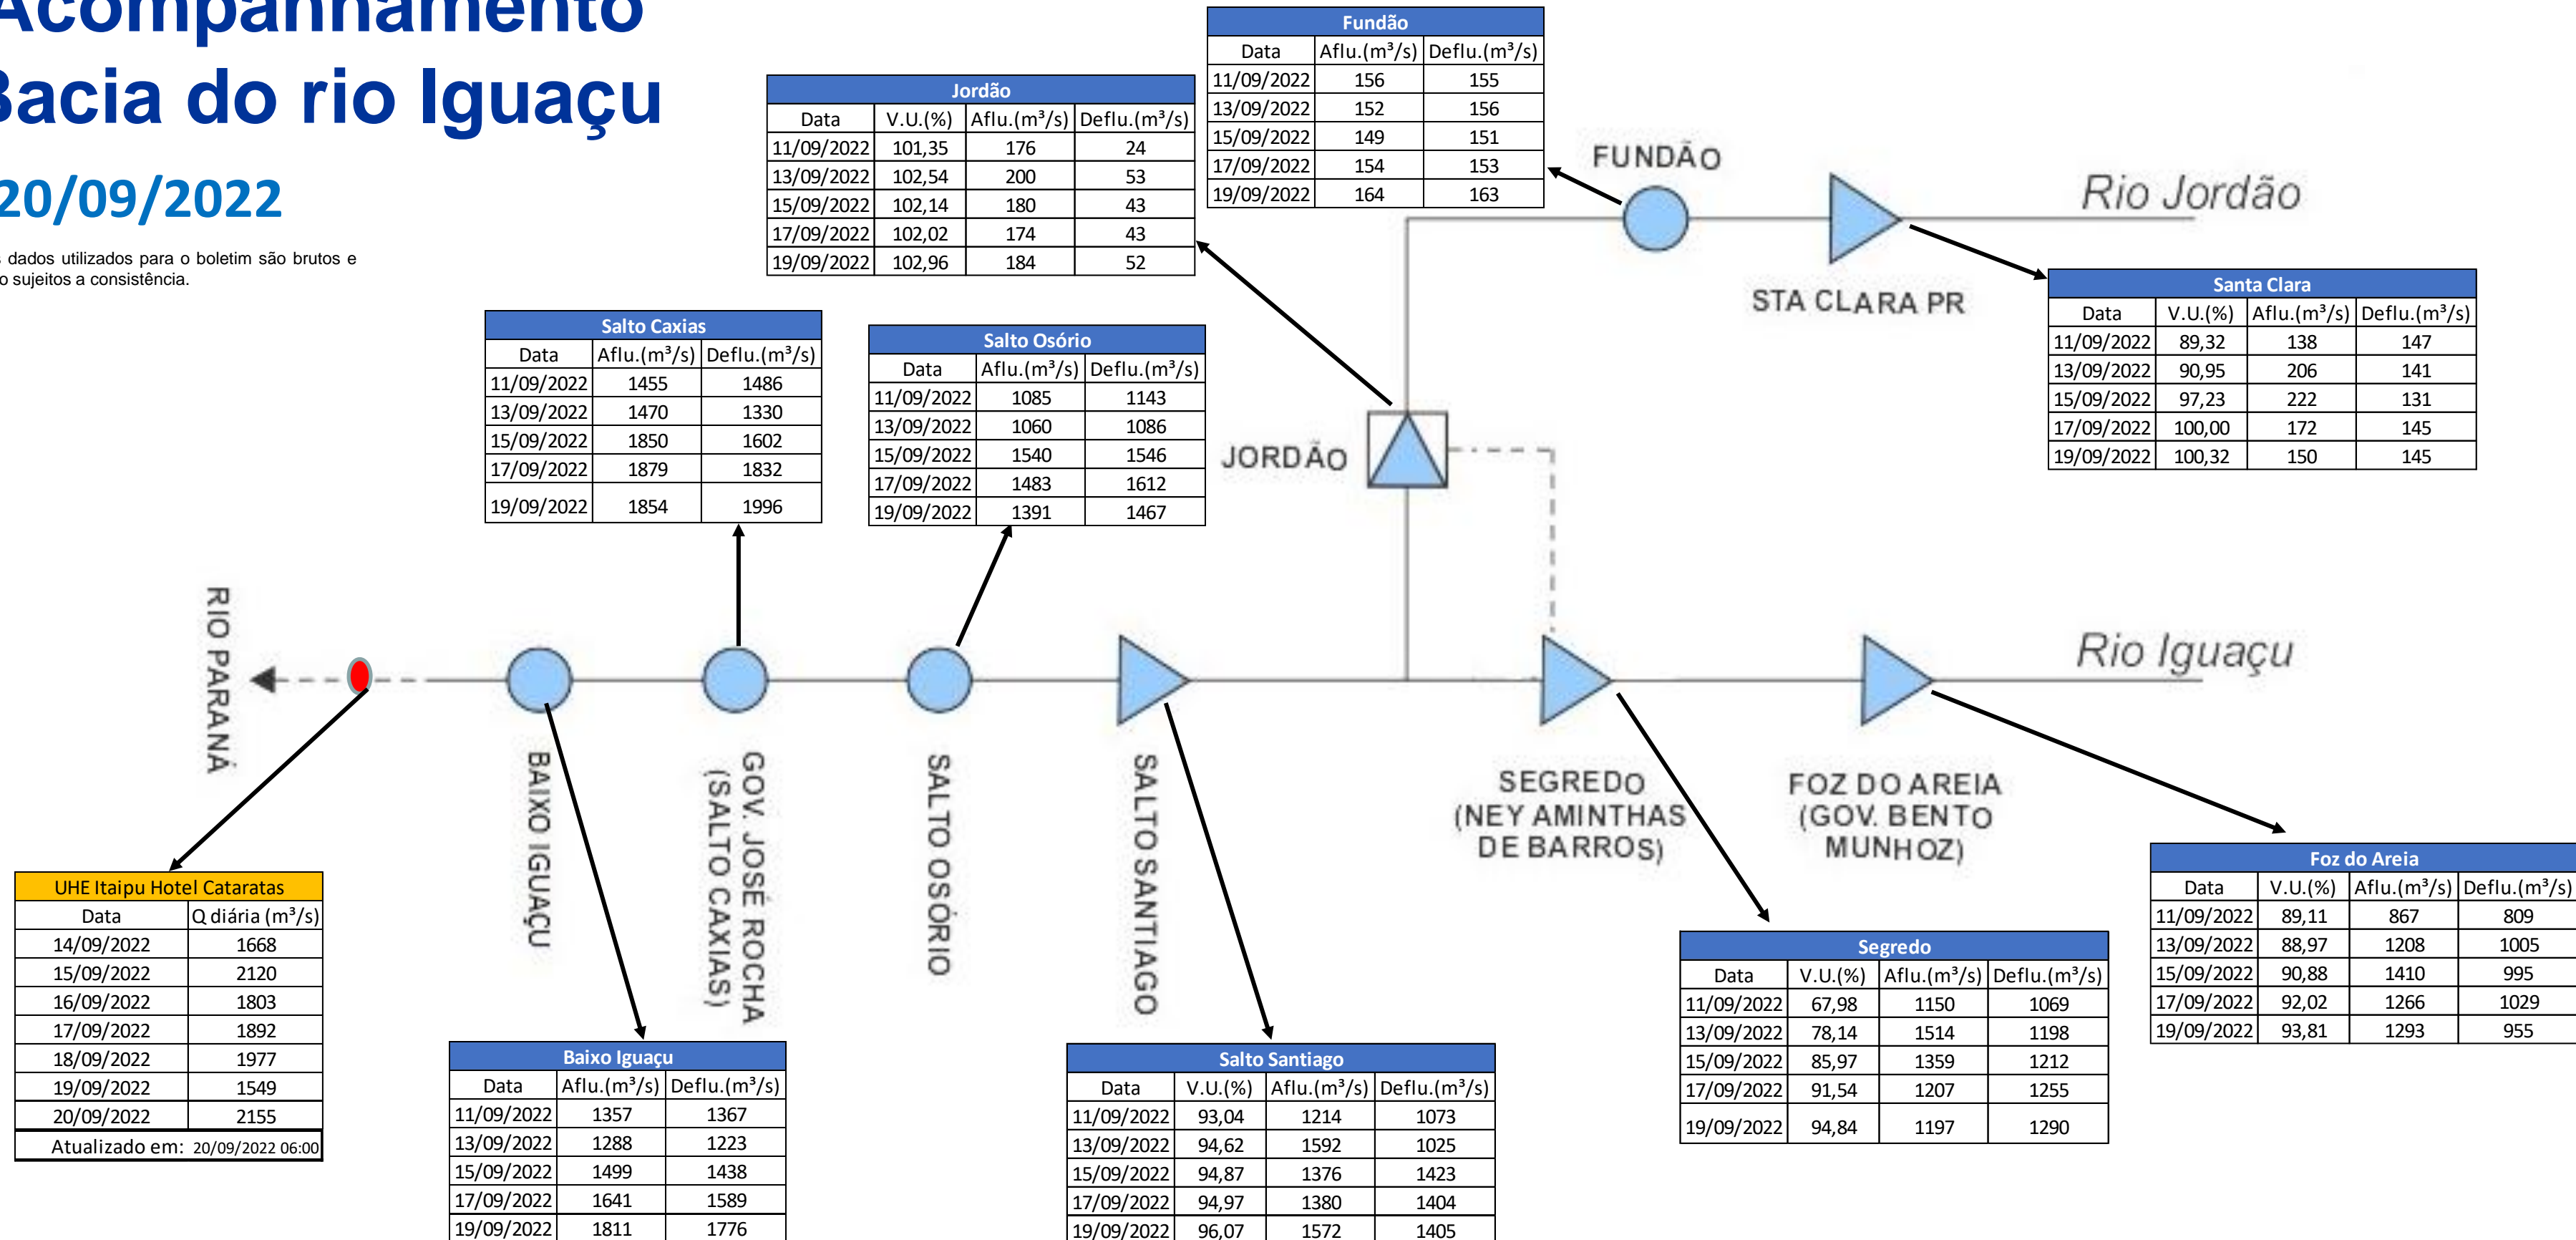 Acompanhamento
Bacia do rio Iguaçu
20/09/2022
s dados utilizados para o boletim são brutos e
o sujeitos a consistência.
Fundão
Data Aflu.(m³/s) Deflu.(m³/s)
11/09/2022 156 155
13/09/2022 152 156
15/09/2022 149 151
17/09/2022 154 153
19/09/2022 164 163
Jordão
Data V.U.(%) Aflu.(m³/s) Deflu.(m³/s)
11/09/2022 101,35 176 24
13/09/2022 102,54 200 53
15/09/2022 102,14 180 43
17/09/2022 102,02 174 43
19/09/2022 102,96 184 52
FUNDÃO
Rio Jordão
STA CLARA PR
Santa Clara
Data V.U.(%) Aflu.(m³/s) Deflu.(m³/s)
11/09/2022 89,32 138 147
13/09/2022 90,95 206 141
15/09/2022 97,23 222 131
17/09/2022 100,00 172 145
19/09/2022 100,32 150 145
Salto Caxias
Data Aflu.(m³/s) Deflu.(m³/s)
11/09/2022 1455 1486
13/09/2022 1470 1330
15/09/2022 1850 1602
17/09/2022 1879 1832
19/09/2022 1854 1996
Salto Osório
Data Aflu.(m³/s) Deflu.(m³/s)
11/09/2022 1085 1143
13/09/2022 1060 1086
15/09/2022 1540 1546
17/09/2022 1483 1612
19/09/2022 1391 1467
JORDÃO
RIO PARANÁ
Rio Iguaçu
BAIXO IGUAÇU
GOV. JOSÉ ROCHA
(SALTO CAXIAS)
SALTO OSÓRIO
SALTO SANTIAGO
SEGREDO
(NEY AMINTHAS
DE BARROS)
FOZ DO AREIA
(GOV. BENTO
MUNHOZ)
UHE Itaipu Hotel Cataratas
Data Q diária (m³/s)
14/09/2022 1668
15/09/2022 2120
16/09/2022 1803
17/09/2022 1892
18/09/2022 1977
19/09/2022 1549
20/09/2022 2155
Atualizado em: 20/09/2022 06:00
Baixo Iguaçu
Data Aflu.(m³/s) Deflu.(m³/s)
11/09/2022 1357 1367
13/09/2022 1288 1223
15/09/2022 1499 1438
17/09/2022 1641 1589
19/09/2022 1811 1776
Salto Santiago
Data V.U.(%) Aflu.(m³/s) Deflu.(m³/s)
11/09/2022 93,04 1214 1073
13/09/2022 94,62 1592 1025
15/09/2022 94,87 1376 1423
17/09/2022 94,97 1380 1404
19/09/2022 96,07 1572 1405
Segredo
Data V.U.(%) Aflu.(m³/s) Deflu.(m³/s)
11/09/2022 67,98 1150 1069
13/09/2022 78,14 1514 1198
15/09/2022 85,97 1359 1212
17/09/2022 91,54 1207 1255
19/09/2022 94,84 1197 1290
Foz do Areia
Data V.U.(%) Aflu.(m³/s) Deflu.(m³/s)
11/09/2022 89,11 867 809
13/09/2022 88,97 1208 1005
15/09/2022 90,88 1410 995
17/09/2022 92,02 1266 1029
19/09/2022 93,81 1293 955